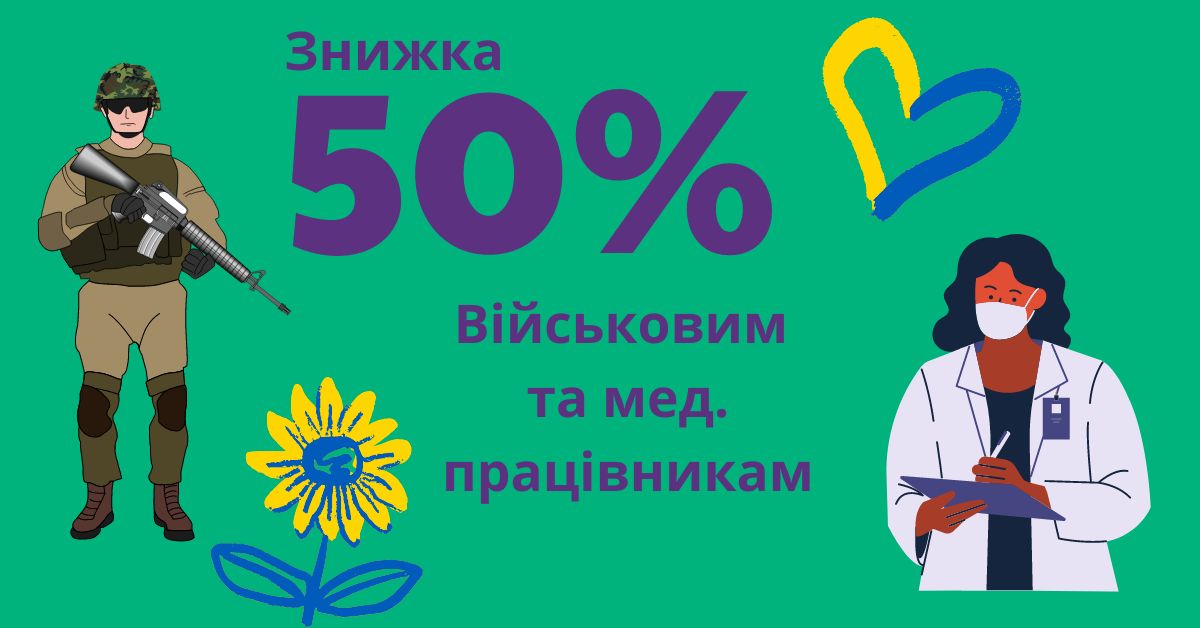 Знижка
50%
Військовим
та мед.
працівникам